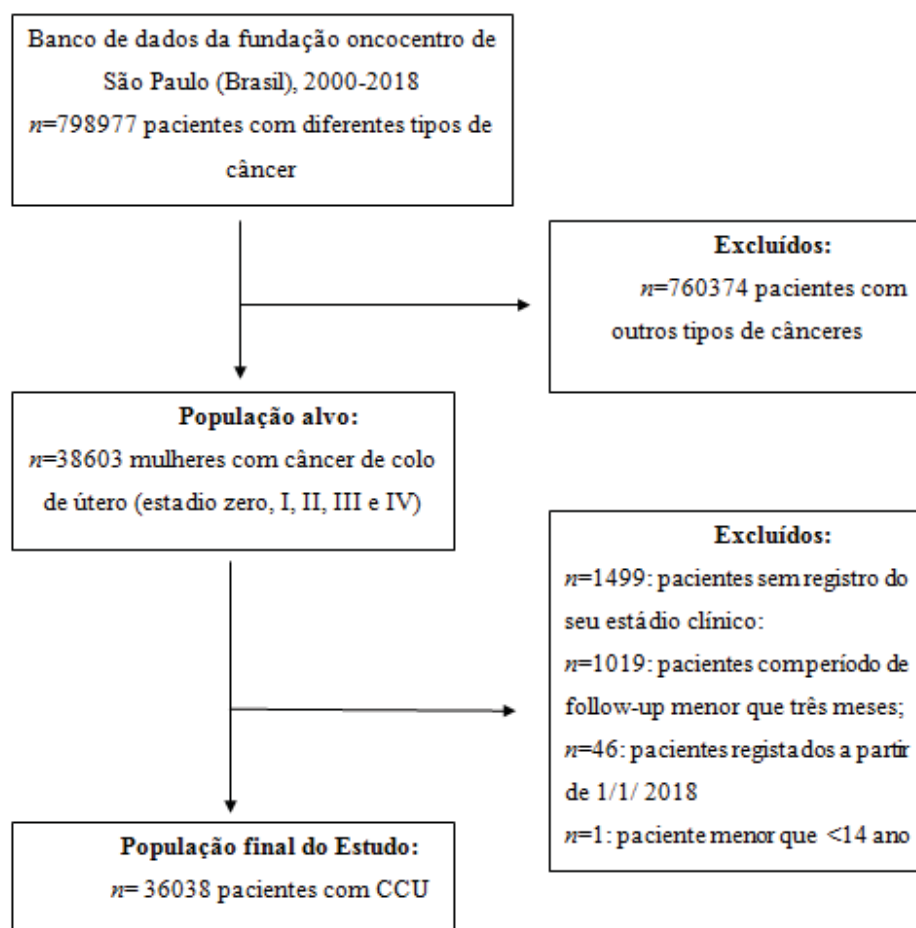 Banco de dados da fundação oncocentro de
São Paulo (Brasil), 2000-2018
n=798977 pacientes com diferentes tipos de
câncer
Excluídos:
n=760374 pacientes com
outros tipos de cânceres
População alvo:
n=38603 mulheres com câncer de colo
de útero (estadio zero, I, II, III e IV)
Excluídos:
n=1499: pacientes sem registro do
seu estádio clínico:
n=1019: pacientes com período de
follow-up menor que três meses;
n=46: pacientes registados a partir
de 1/1/ 2018
n=1: paciente menor que <14 ano
População final do Estudo:
n= 36038 pacientes com CCU